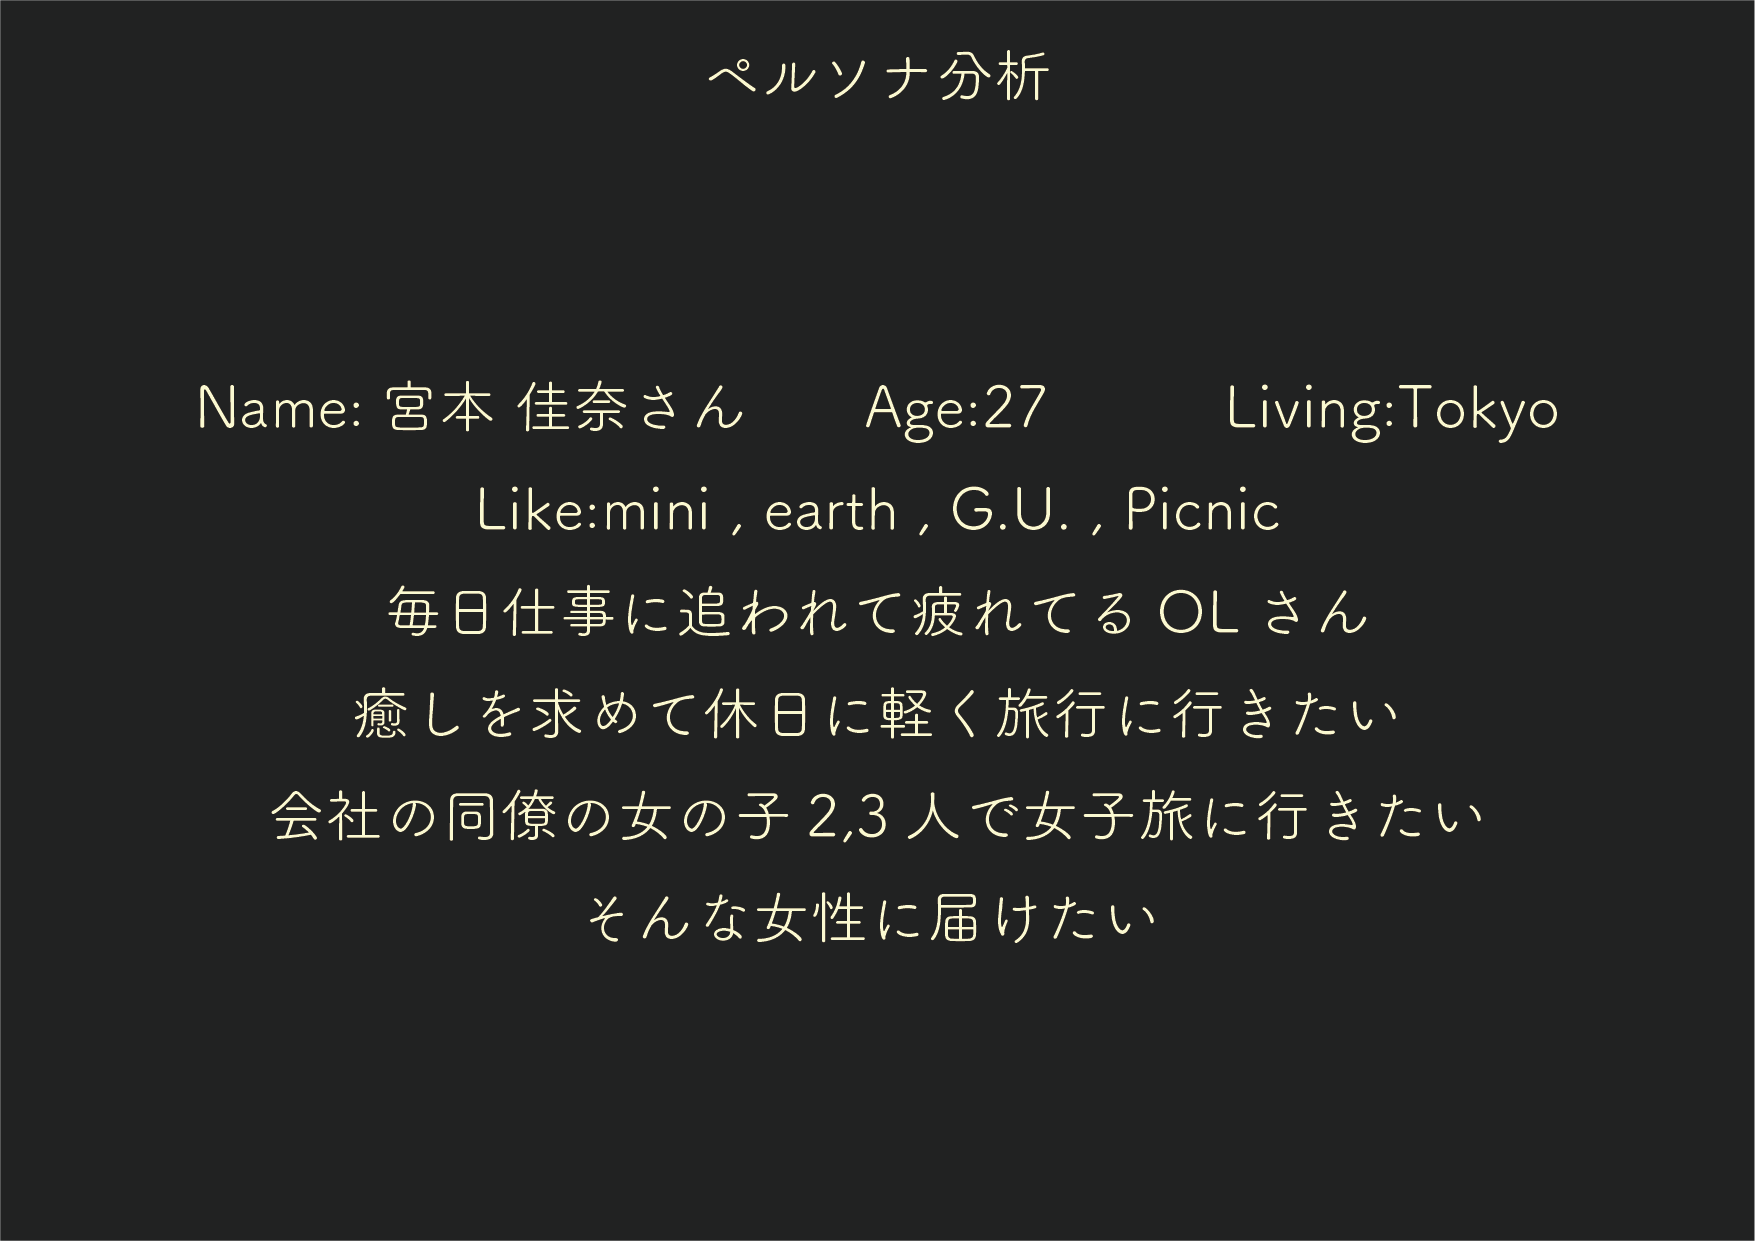 ペルソナ分析
Name: 宮本 佳奈さん Age:27 Living:Tokyo
Like:mini , earth , G.U. , Picnic
毎日仕事に追われて疲れてる OL さん
癒しを求めて休日に軽く旅行に行きたい
会社の同僚の女の子 2,3 人で女子旅に行きたい
そんな女性に届けたい